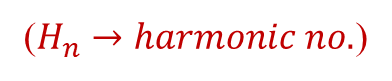 (Hₙ → harmonic no.)